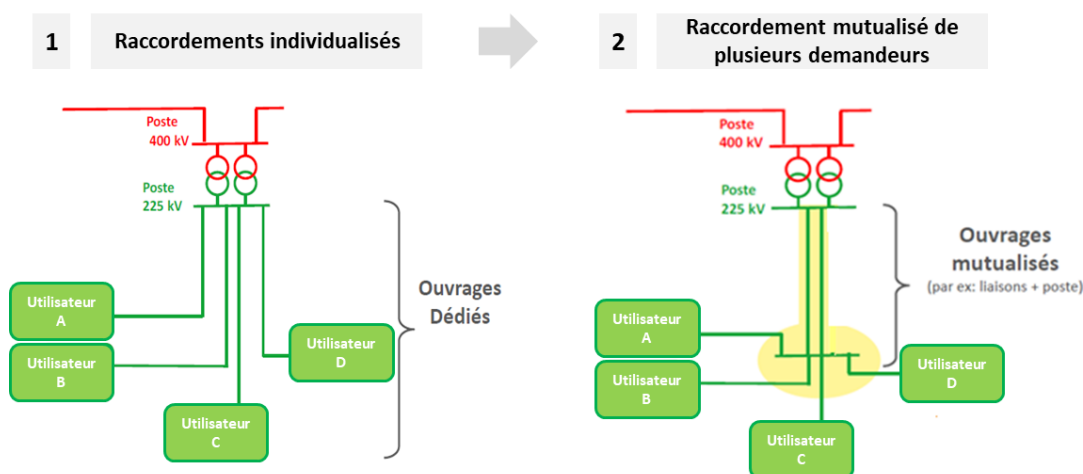 1
Raccordements individualisés
2
Raccordement mutualisé de
plusieurs demandeurs
Poste
400 kV
Poste
225 kV
Utilisateur
A
Utilisateur
B
Utilisateur
C
Utilisateur
D
Ouvrages
Dédiés
Poste
400 kV
Poste
225 kV
Ouvrages
mutualisés
(par ex: liaisons + poste)
Utilisateur
A
Utilisateur
B
Utilisateur
C
Utilisateur
D